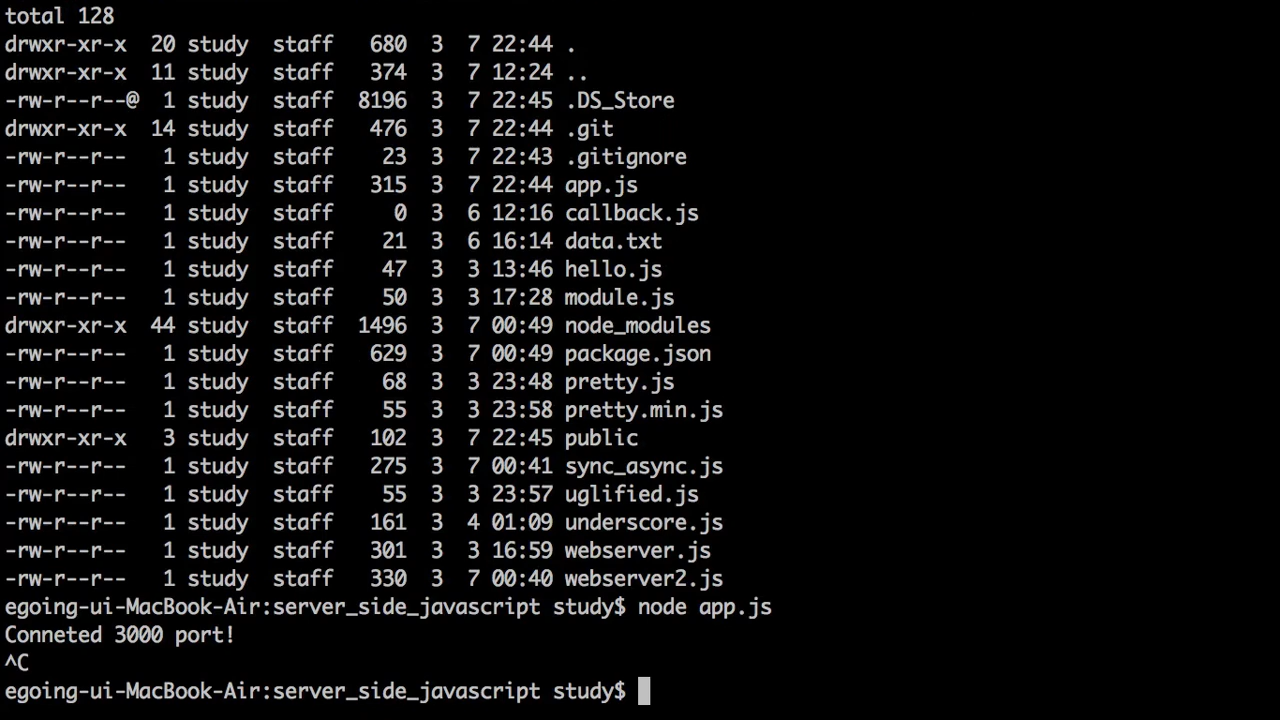 total 128
drwxr-xr-x  20 study  staff   680  3  7 22:44 .
drwxr-xr-x  11 study  staff   374  3  7 12:24 ..
-rw-r--r--@  1 study  staff  8196  3  7 22:45 .DS_Store
drwxr-xr-x  14 study  staff   476  3  7 22:44 .git
-rw-r--r--   1 study  staff    23  3  7 22:43 .gitignore
-rw-r--r--   1 study  staff   315  3  7 22:44 app.js
-rw-r--r--   1 study  staff     0  3  6 12:16 callback.js
-rw-r--r--   1 study  staff    21  3  6 16:14 data.txt
-rw-r--r--   1 study  staff    47  3  3 13:46 hello.js
-rw-r--r--   1 study  staff    50  3  3 17:28 module.js
drwxr-xr-x  44 study  staff  1496  3  7 00:49 node_modules
-rw-r--r--   1 study  staff   629  3  7 00:49 package.json
-rw-r--r--   1 study  staff    68  3  3 23:48 pretty.js
-rw-r--r--   1 study  staff    55  3  3 23:58 pretty.min.js
drwxr-xr-x   3 study  staff   102  3  7 22:45 public
-rw-r--r--   1 study  staff   275  3  7 00:41 sync_async.js
-rw-r--r--   1 study  staff    55  3  3 23:57 uglified.js
-rw-r--r--   1 study  staff   161  3  4 01:09 underscore.js
-rw-r--r--   1 study  staff   301  3  3 16:59 webserver.js
-rw-r--r--   1 study  staff   330  3  7 00:40 webserver2.js
egoing-ui-MacBook-Air:server_side_javascript study$ node app.js
Conneted 3000 port!
^C
egoing-ui-MacBook-Air:server_side_javascript study$